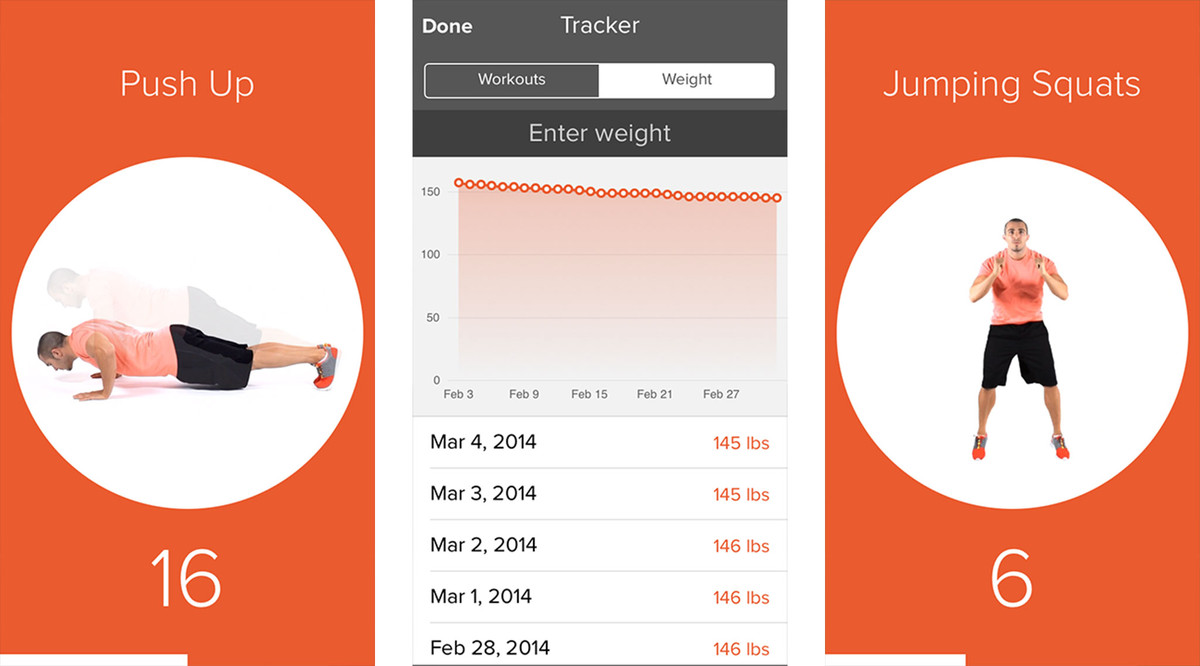 Push Up
16
Done Tracker
Workouts Weight
Enter weight
150
100
50
0
Feb 3 Feb 9 Feb 15 Feb 21 Feb 27
Mar 4, 2014 145 lbs
Mar 3, 2014 145 lbs
Mar 2, 2014 146 lbs
Mar 1, 2014 146 lbs
Feb 28, 2014 146 lbs
Jumping Squats
6